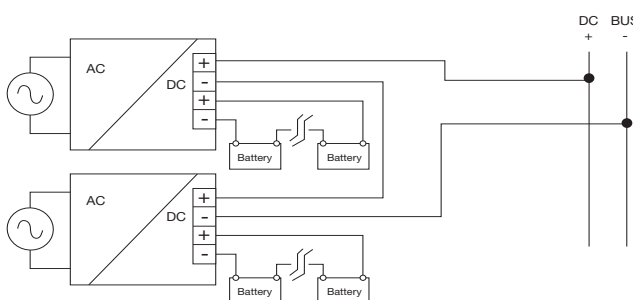 DC BUS
+ -
AC
DC
+
-
+
-
Battery Battery
AC
DC
+
-
+
-
Battery Battery